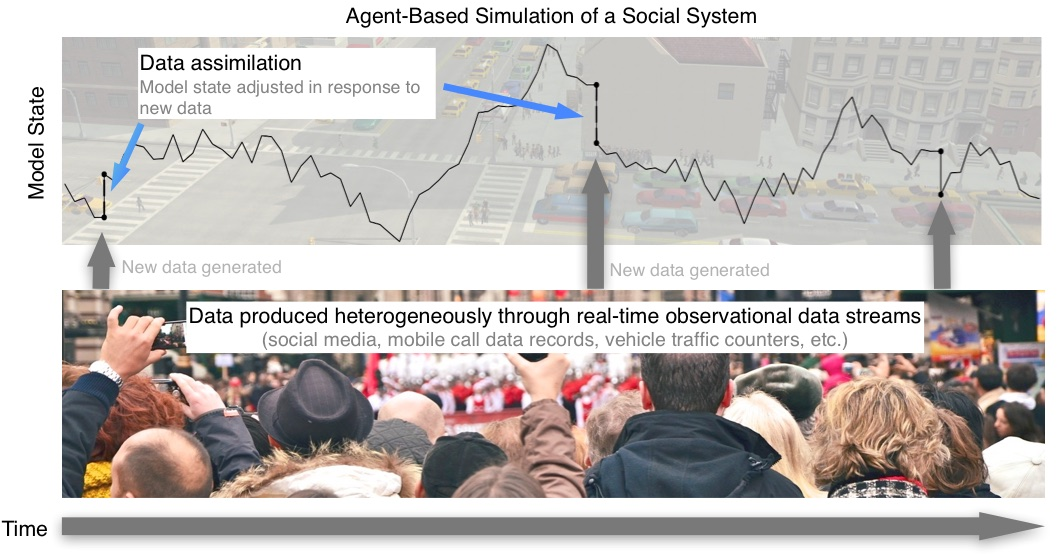 Agent-Based Simulation of a Social System
Data assimilation
Model state adjusted in response to
new data
Model State
New data generated
New data generated
Data produced heterogeneously through real-time observational data streams
(social media, mobile call data records, vehicle traffic counters, etc.)
Time